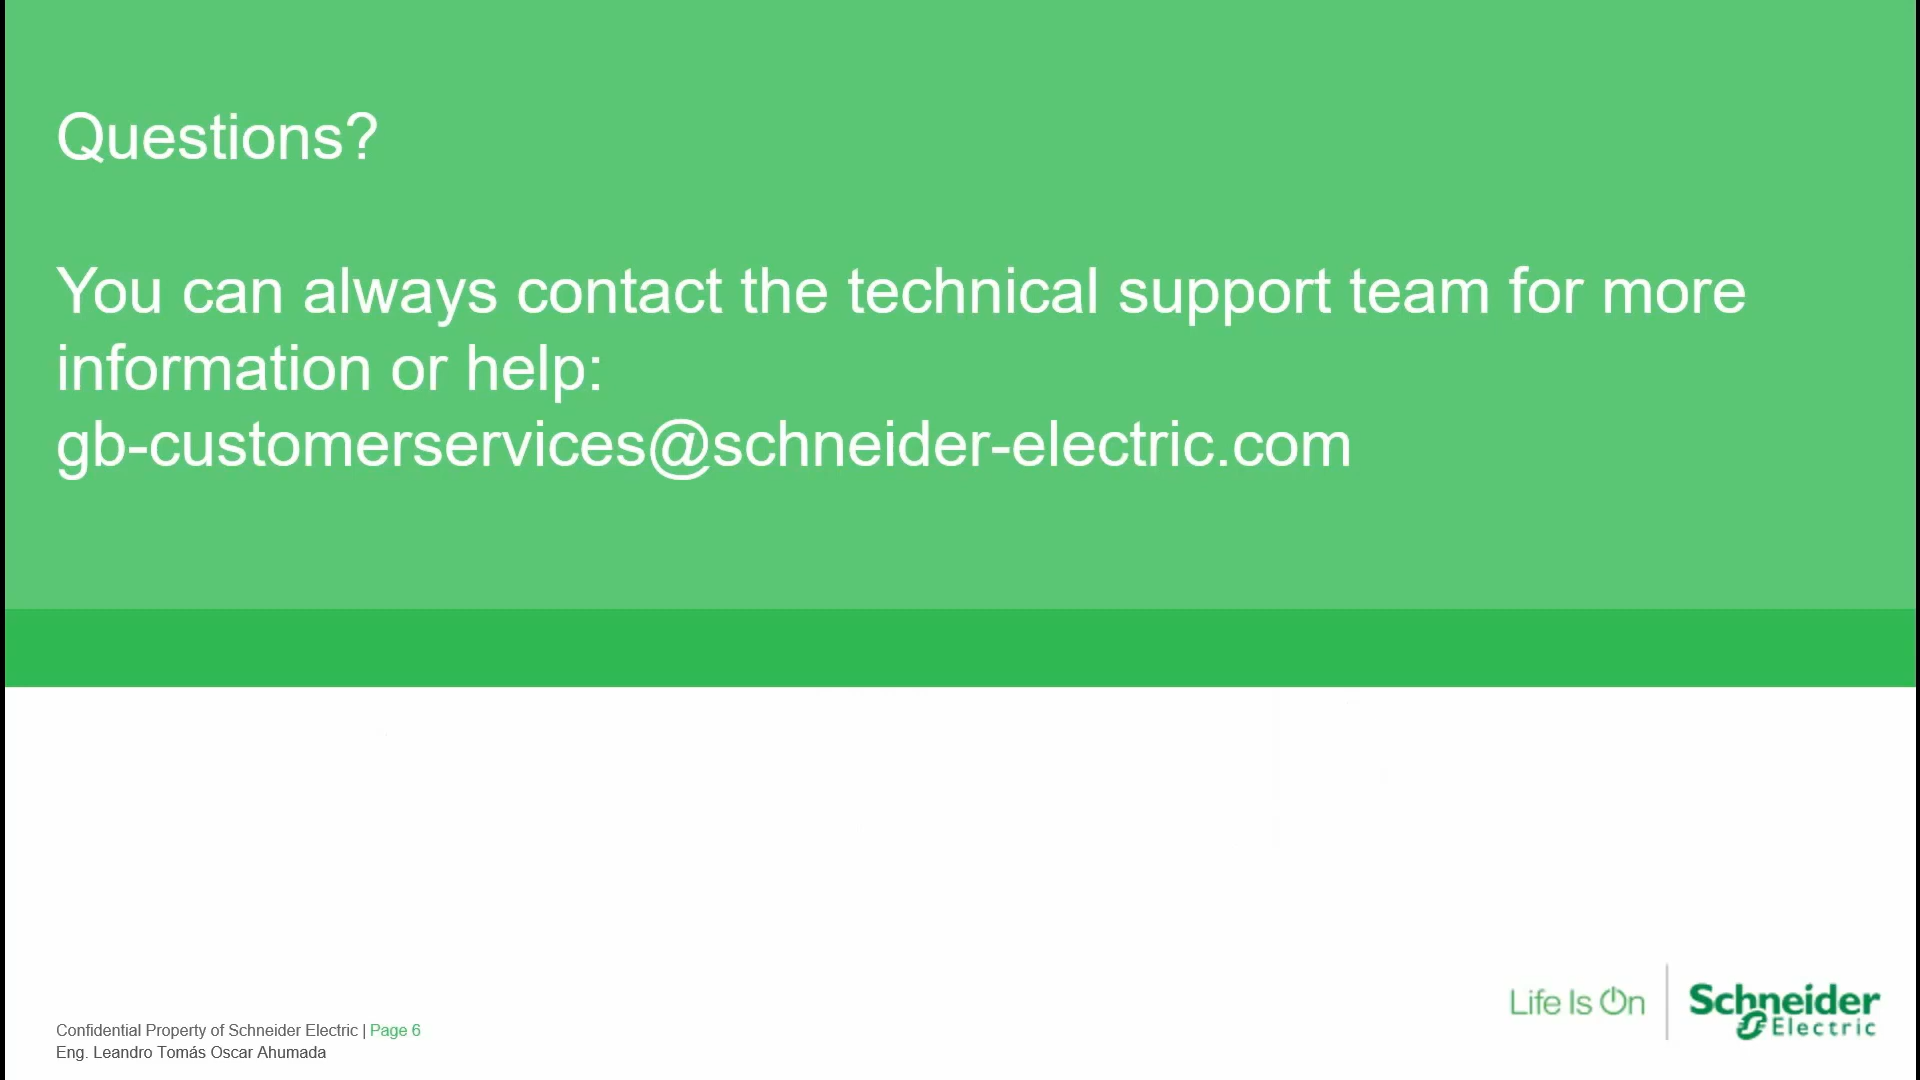 Questions?
You can always contact the technical support team for more
information or help:
gb-customerservices@schneider-electric.com
Life Is On
Schneider
Electric
Confidential Property of Schneider Electric | Page 6
Eng. Leandro Tomás Oscar Ahumada